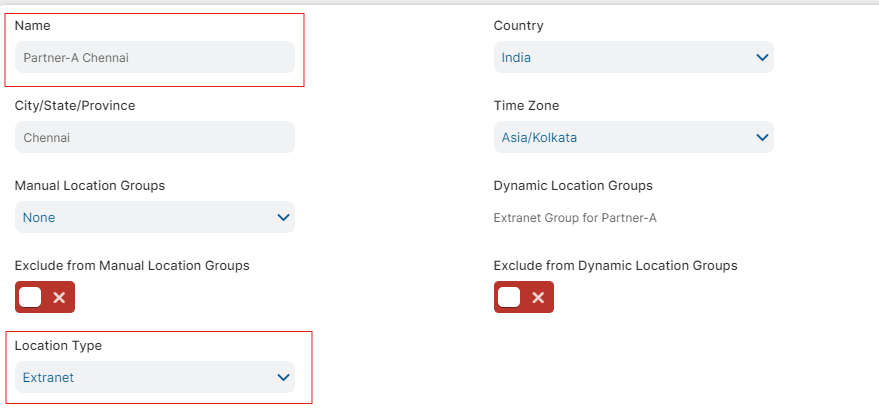 Name
Country
Partner-A Chennai
India
City/State/Province
Time Zone
Chennai
Asia/Kolkata
Manual Location Groups
Dynamic Location Groups
None
Extranet Group for Partner-A
Exclude from Manual Location Groups
Exclude from Dynamic Location Groups
Location Type
Extranet